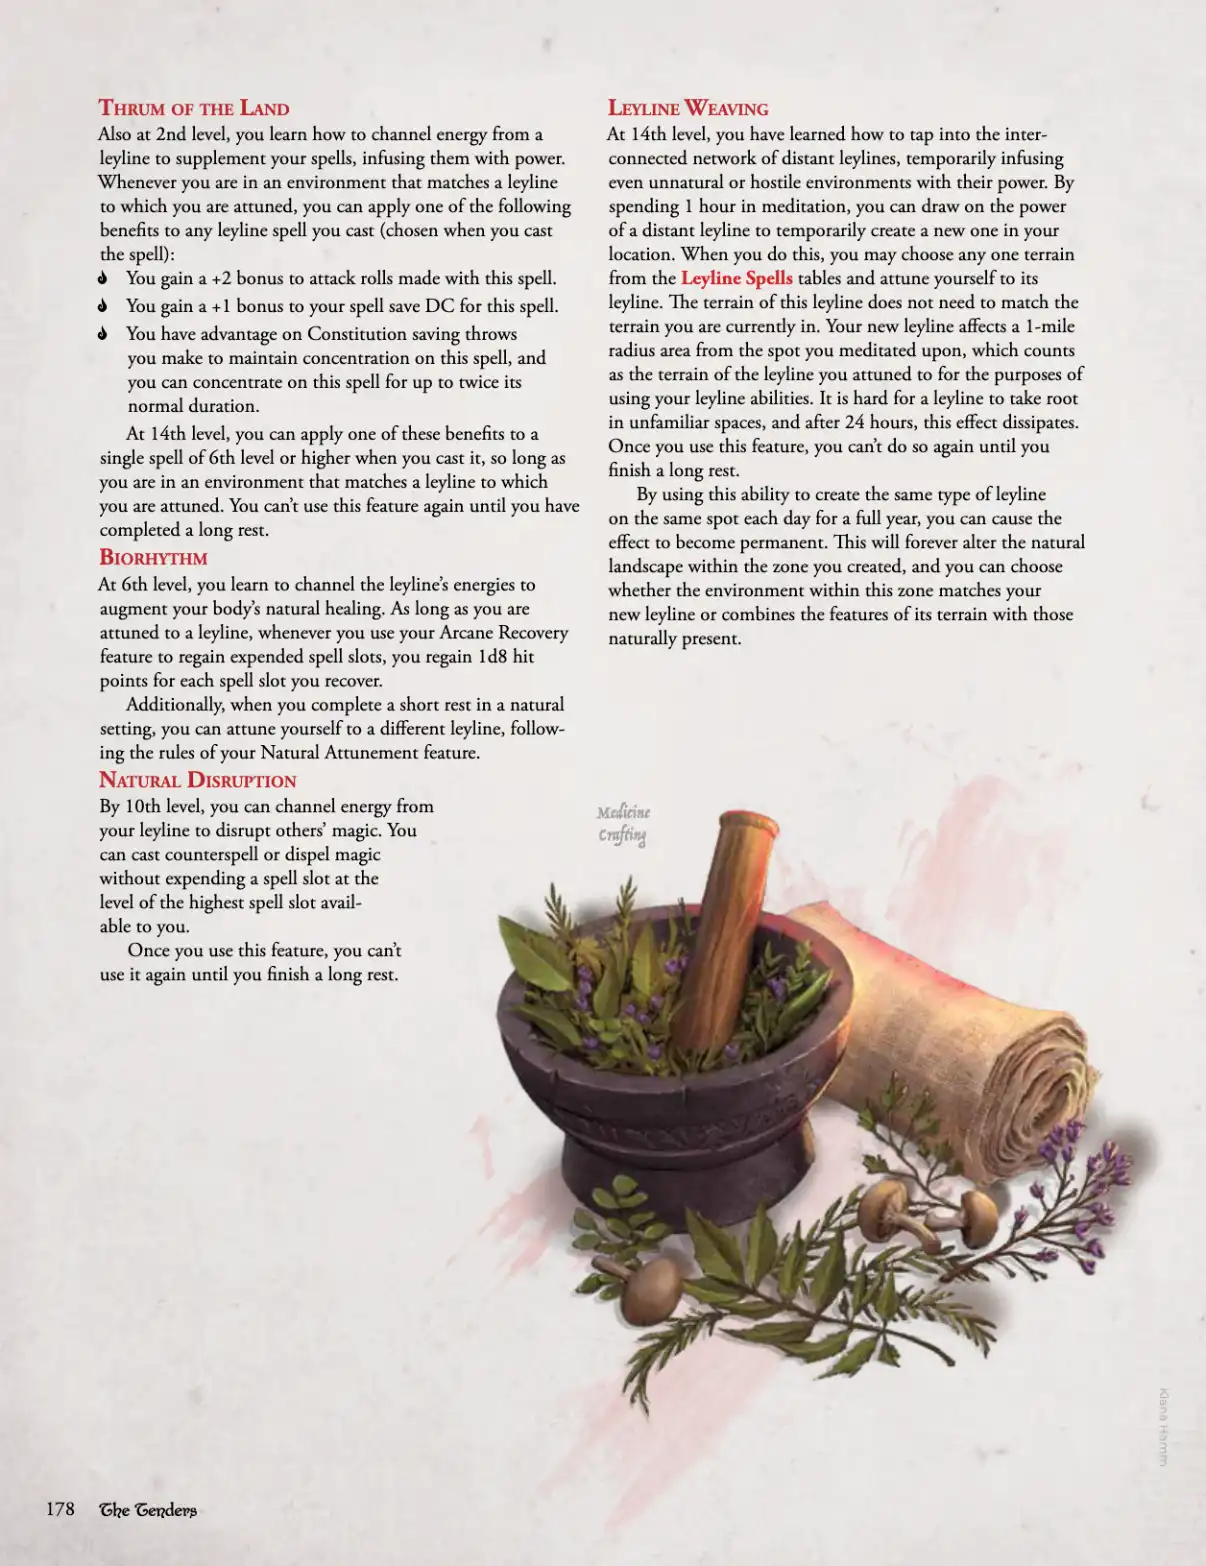 Thrum of the Land
Also at 2nd level, you learn how to channel energy from a
leyline to supplement your spells, infusing them with power.
Whenever you are in an environment that matches a leyline
to which you are attuned, you can apply one of the following
benefits to any leyline spell you cast (chosen when you cast
the spell):
You gain a +2 bonus to attack rolls made with this spell.
You gain a +1 bonus to your spell save DC for this spell.
You have advantage on Constitution saving throws
you make to maintain concentration on this spell, and
you can concentrate on this spell for up to twice its
normal duration.
At 14th level, you can apply one of these benefits to a
single spell of 6th level or higher when you cast it, so long as
you are in an environment that matches a leyline to which
you are attuned. You can’t use this feature again until you have
completed a long rest.
Biorhythm
At 6th level, you learn to channel the leyline’s energies to
augment your body’s natural healing. As long as you are
attuned to a leyline, whenever you use your Arcane Recovery
feature to regain expended spell slots, you regain 1d8 hit
points for each spell slot you recover.
Additionally, when you complete a short rest in a natural
setting, you can attune yourself to a different leyline, follow-
ing the rules of your Natural Attunement feature.
Natural Disruption
By 10th level, you can channel energy from
your leyline to disrupt others’ magic. You
can cast counterspell or dispel magic
without expending a spell slot at the
level of the highest spell slot avail-
able to you.
Once you use this feature, you can’t
use it again until you finish a long rest.
Leyline Weaving
At 14th level, you have learned how to tap into the inter-
connected network of distant leylines, temporarily infusing
even unnatural or hostile environments with their power. By
spending 1 hour in meditation, you can draw on the power
of a distant leyline to temporarily create a new one in your
location. When you do this, you may choose any one terrain
from the Leyline Spells tables and attune yourself to its
leyline. The terrain of this leyline does not need to match the
terrain you are currently in. Your new leyline affects a 1-mile
radius area from the spot you meditated upon, which counts
as the terrain of the leyline you attuned to for the purposes of
using your leyline abilities. It is hard for a leyline to take root
in unfamiliar spaces, and after 24 hours, this effect dissipates.
Once you use this feature, you can’t do so again until you
finish a long rest.
By using this ability to create the same type of leyline
on the same spot each day for a full year, you can cause the
effect to become permanent. This will forever alter the natural
landscape within the zone you created, and you can choose
whether the environment within this zone matches your
new leyline or combines the features of its terrain with those
naturally present.
Medicine
Crafting
Kiana Hamm
178 The Tenders